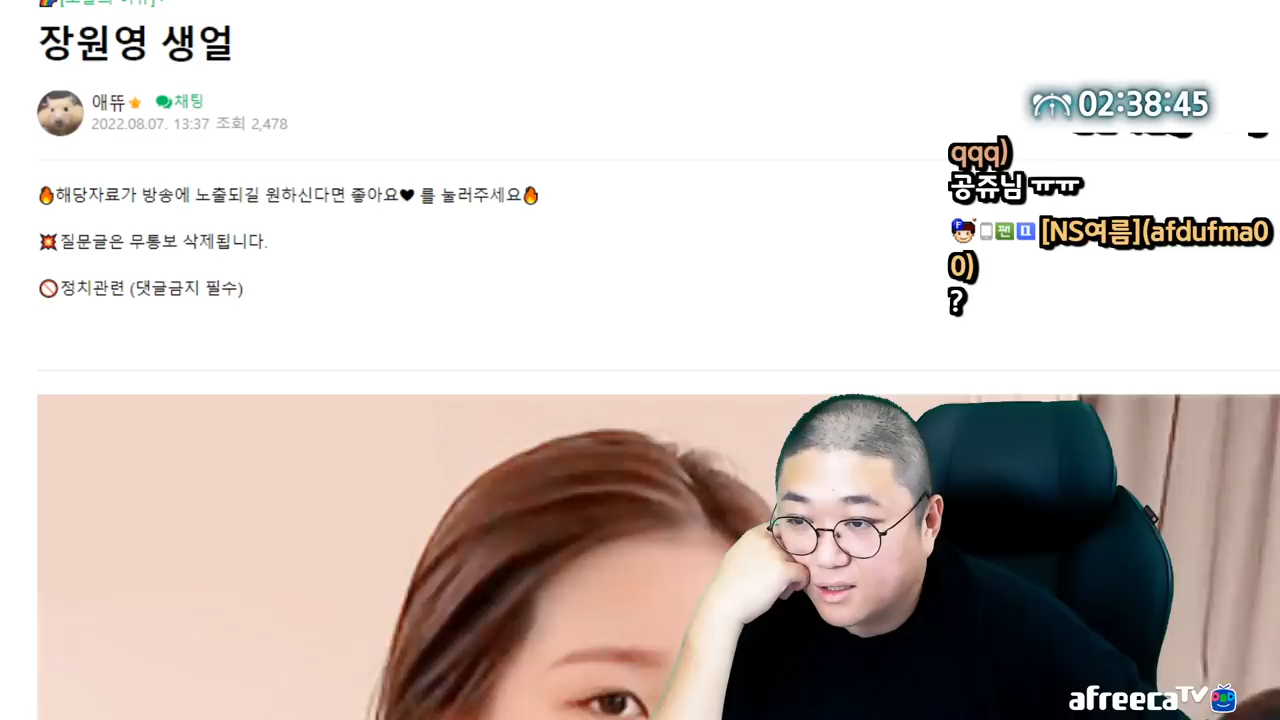 장원영 생얼
애뜌
채팅
2022.08.07. 13:37 조회 2,478
02:38:45
🔥해당자료가 방송에 노출되길 원하신다면 좋아요🖤 를 눌러주세요🔥
💥질문글은 무통보 삭제됩니다.
🚫정치관련 (댓글금지 필수)
qqq)
공쥬님 ㅠㅠ
팬
[NS여름](afdufma0
0)
?
afreecaTV